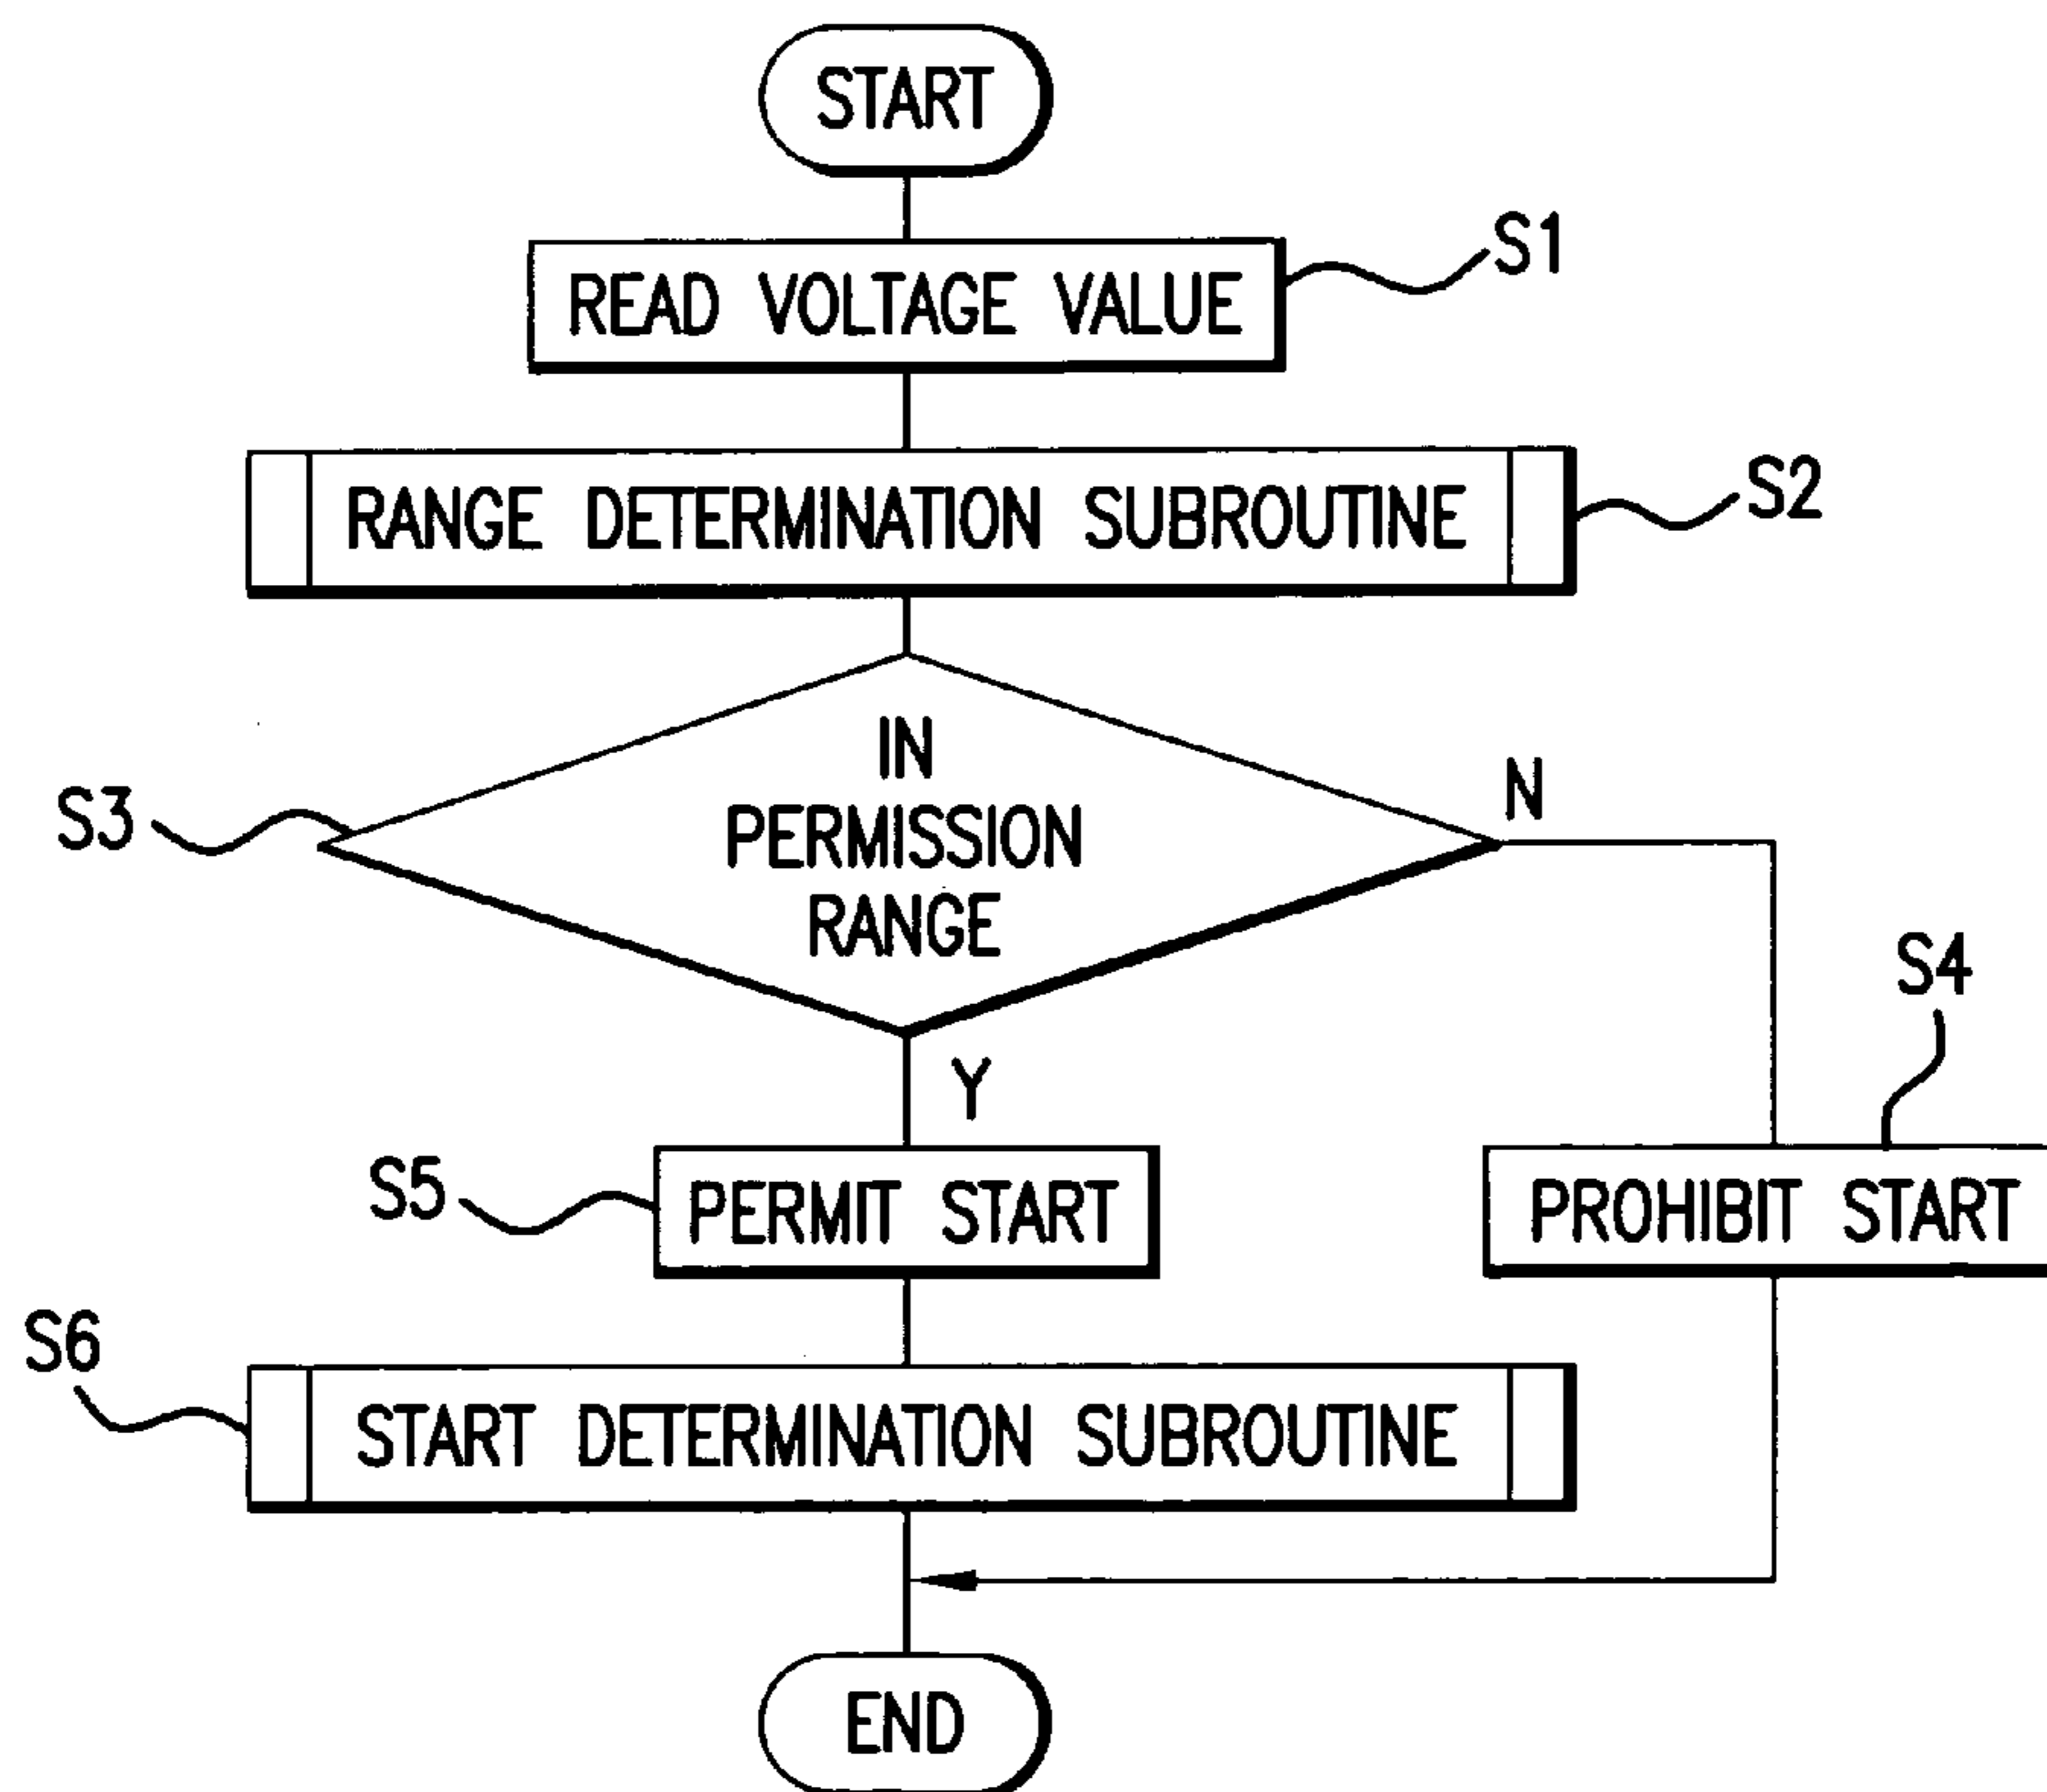 START
READ VOLTAGE VALUE
S1
RANGE DETERMINATION SUBROUTINE
S2
IN
PERMISSION
RANGE
S3
N
Y
S4
S5
PERMIT START
PROHIBIT START
S6
START DETERMINATION SUBROUTINE
END